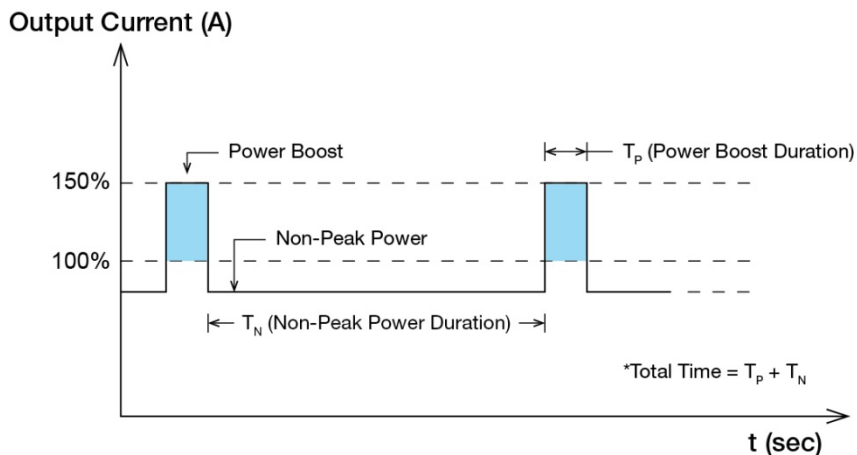 Output Current (A)
Power Boost
T_P (Power Boost Duration)
150%
Non-Peak Power
100%
T_N (Non-Peak Power Duration)
*Total Time = T_P + T_N
t (sec)